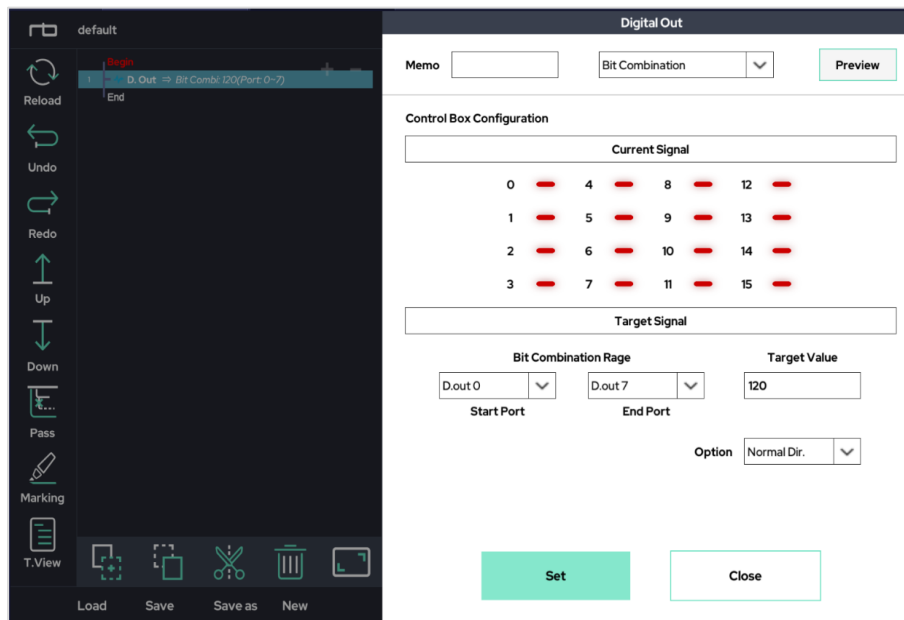 rb default
Digital Out
Memo Bit Combination Preview
Reload
Undo
Redo
Up
Down
Pass
Marking
T.View
Begin
1 D. Out ⇒ Bit Combi: 120(Port: 0~7)
End
Control Box Configuration
Current Signal
0 4 8 12
1 5 9 13
2 6 10 14
3 7 11 15
Target Signal
Bit Combination Rage Target Value
D.out 0 D.out 7 120
Start Port End Port
Option Normal Dir.
Set Close
Load Save Save as New